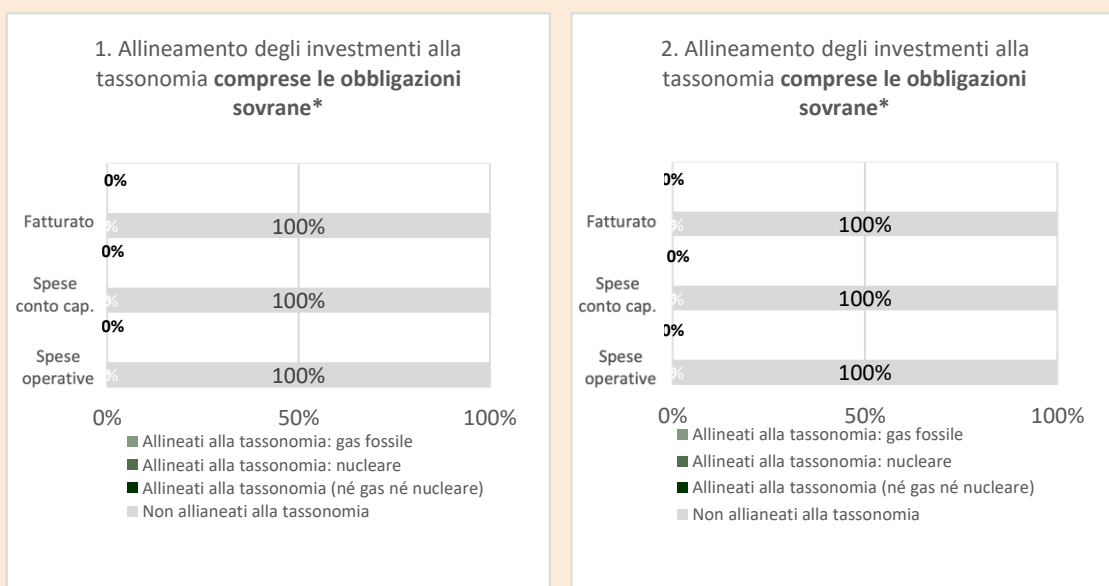 1. Allineamento degli investmenti alla
tassonomia comprese le obbligazioni
sovrane*
0%
Fatturato
%
100%
0%
Spese
conto cap.
%
100%
0%
Spese
operative
%
100%
0%
50%
100%
Allineati alla tassonomia: gas fossile
Allineati alla tassonomia: nucleare
Allineati alla tassonomia (né gas né nucleare)
Non allianeati alla tassonomia
2. Allineamento degli investmenti alla
tassonomia comprese le obbligazioni
sovrane*
0%
Fatturato
%
100%
0%
Spese
conto cap.
%
100%
0%
Spese
operative
%
100%
0%
50%
100%
Allineati alla tassonomia: gas fossile
Allineati alla tassonomia: nucleare
Allineati alla tassonomia (né gas né nucleare)
Non allianeati alla tassonomia